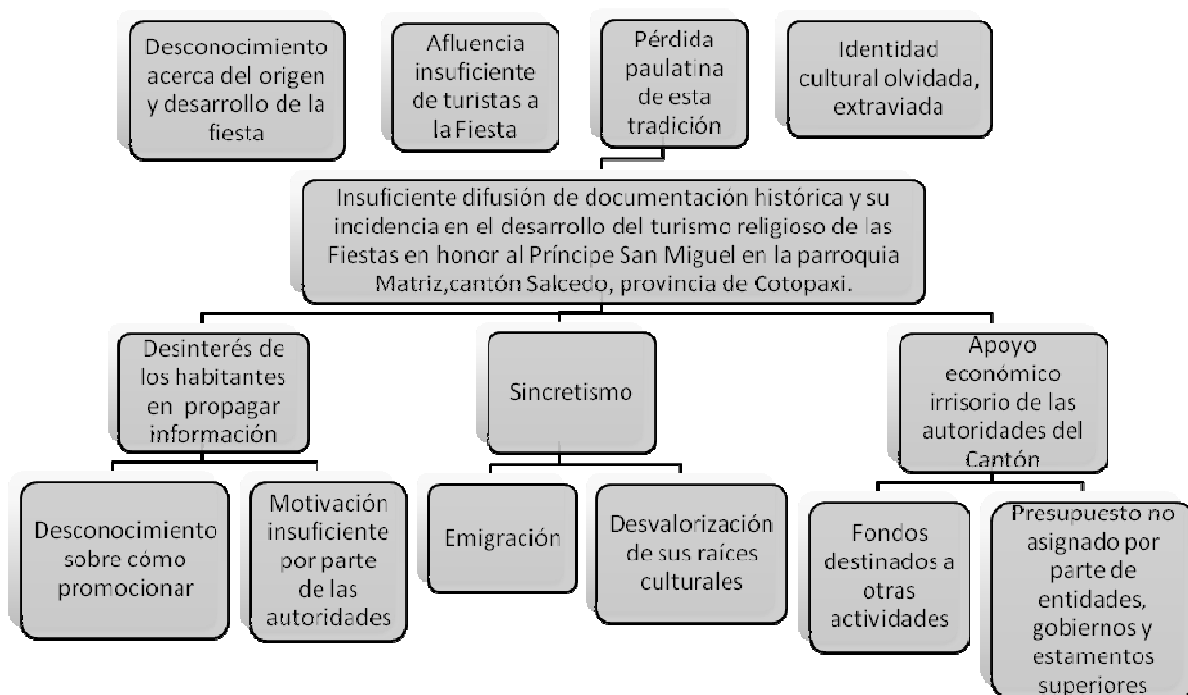 Desconocimiento
acerca del origen
y desarrollo de la
fiesta
Afluencia
insuficiente
de turistas a
la Fiesta
Pérdida
paulatina
de esta
tradición
Identidad
cultural olvidada,
extraviada
Insuficiente difusión de documentación histórica y su
incidencia en el desarrollo del turismo religioso de las
Fiestas en honor al Príncipe San Miguel en la parroquia
Matriz,cantón Salcedo, provincia de Cotopaxi.
Desinterés de
los habitantes
en propagar
información
Sincretismo
Apoyo
económico
irrisorio de las
autoridades del
Cantón
Desconocimiento
sobre cómo
promocionar
Motivación
insuficiente
por parte
de las
autoridades
Emigración
Desvalorización
de sus raíces
culturales
Fondos
destinados a
otras
actividades
Presupuesto no
asignado por
parte de
entidades,
gobiernos y
estamentos
superiores